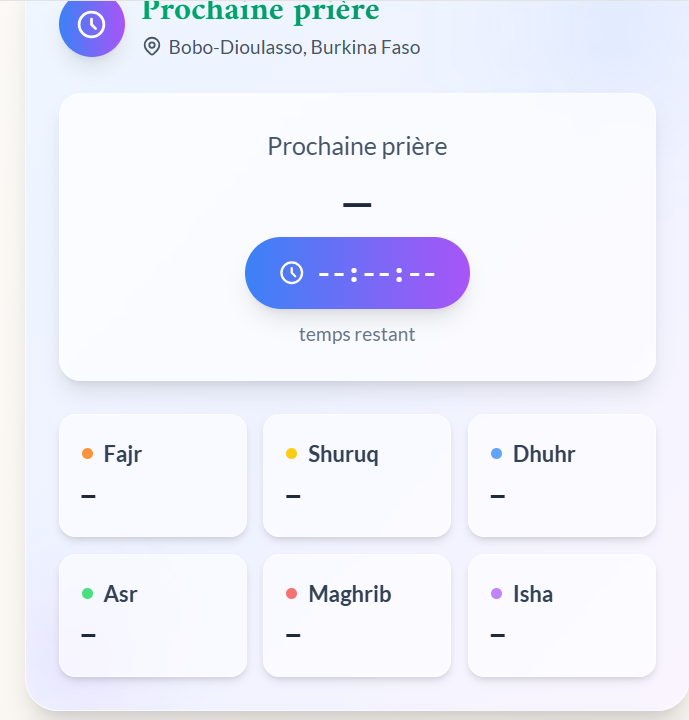 Prochaine prière
Bobo-Dioulasso, Burkina Faso
Prochaine prière
—
--:--:--
temps restant
Fajr
Shuruq
Dhuhr
–
–
–
Asr
Maghrib
Isha
–
–
–